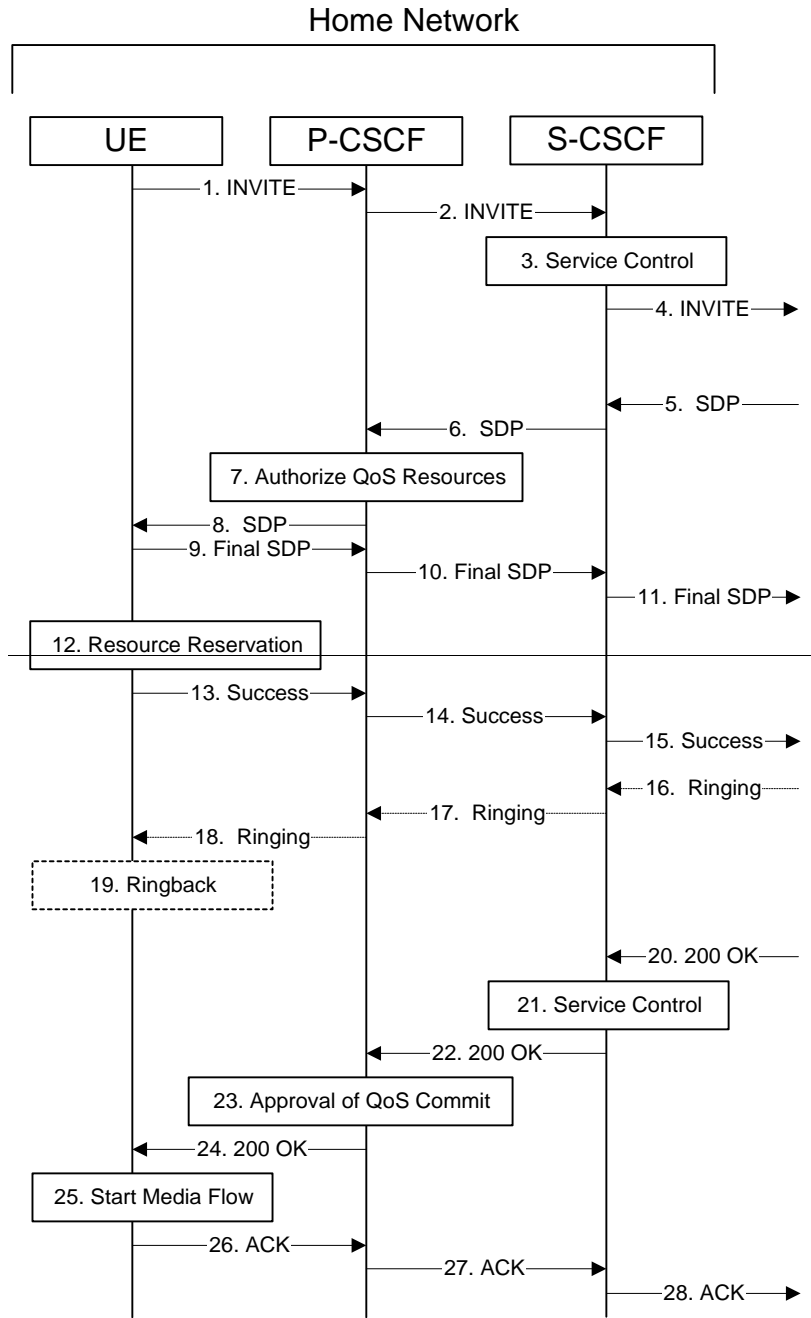 Home Network
UE
P-CSCF
S-CSCF
1. INVITE
2. INVITE
3. Service Control
4. INVITE
5. SDP
6. SDP
7. Authorize QoS Resources
8. SDP
9. Final SDP
10. Final SDP
11. Final SDP
12. Resource Reservation
13. Success
14. Success
15. Success
16. Ringing
17. Ringing
18. Ringing
19. Ringback
20. 200 OK
21. Service Control
22. 200 OK
23. Approval of QoS Commit
24. 200 OK
25. Start Media Flow
26. ACK
27. ACK
28. ACK